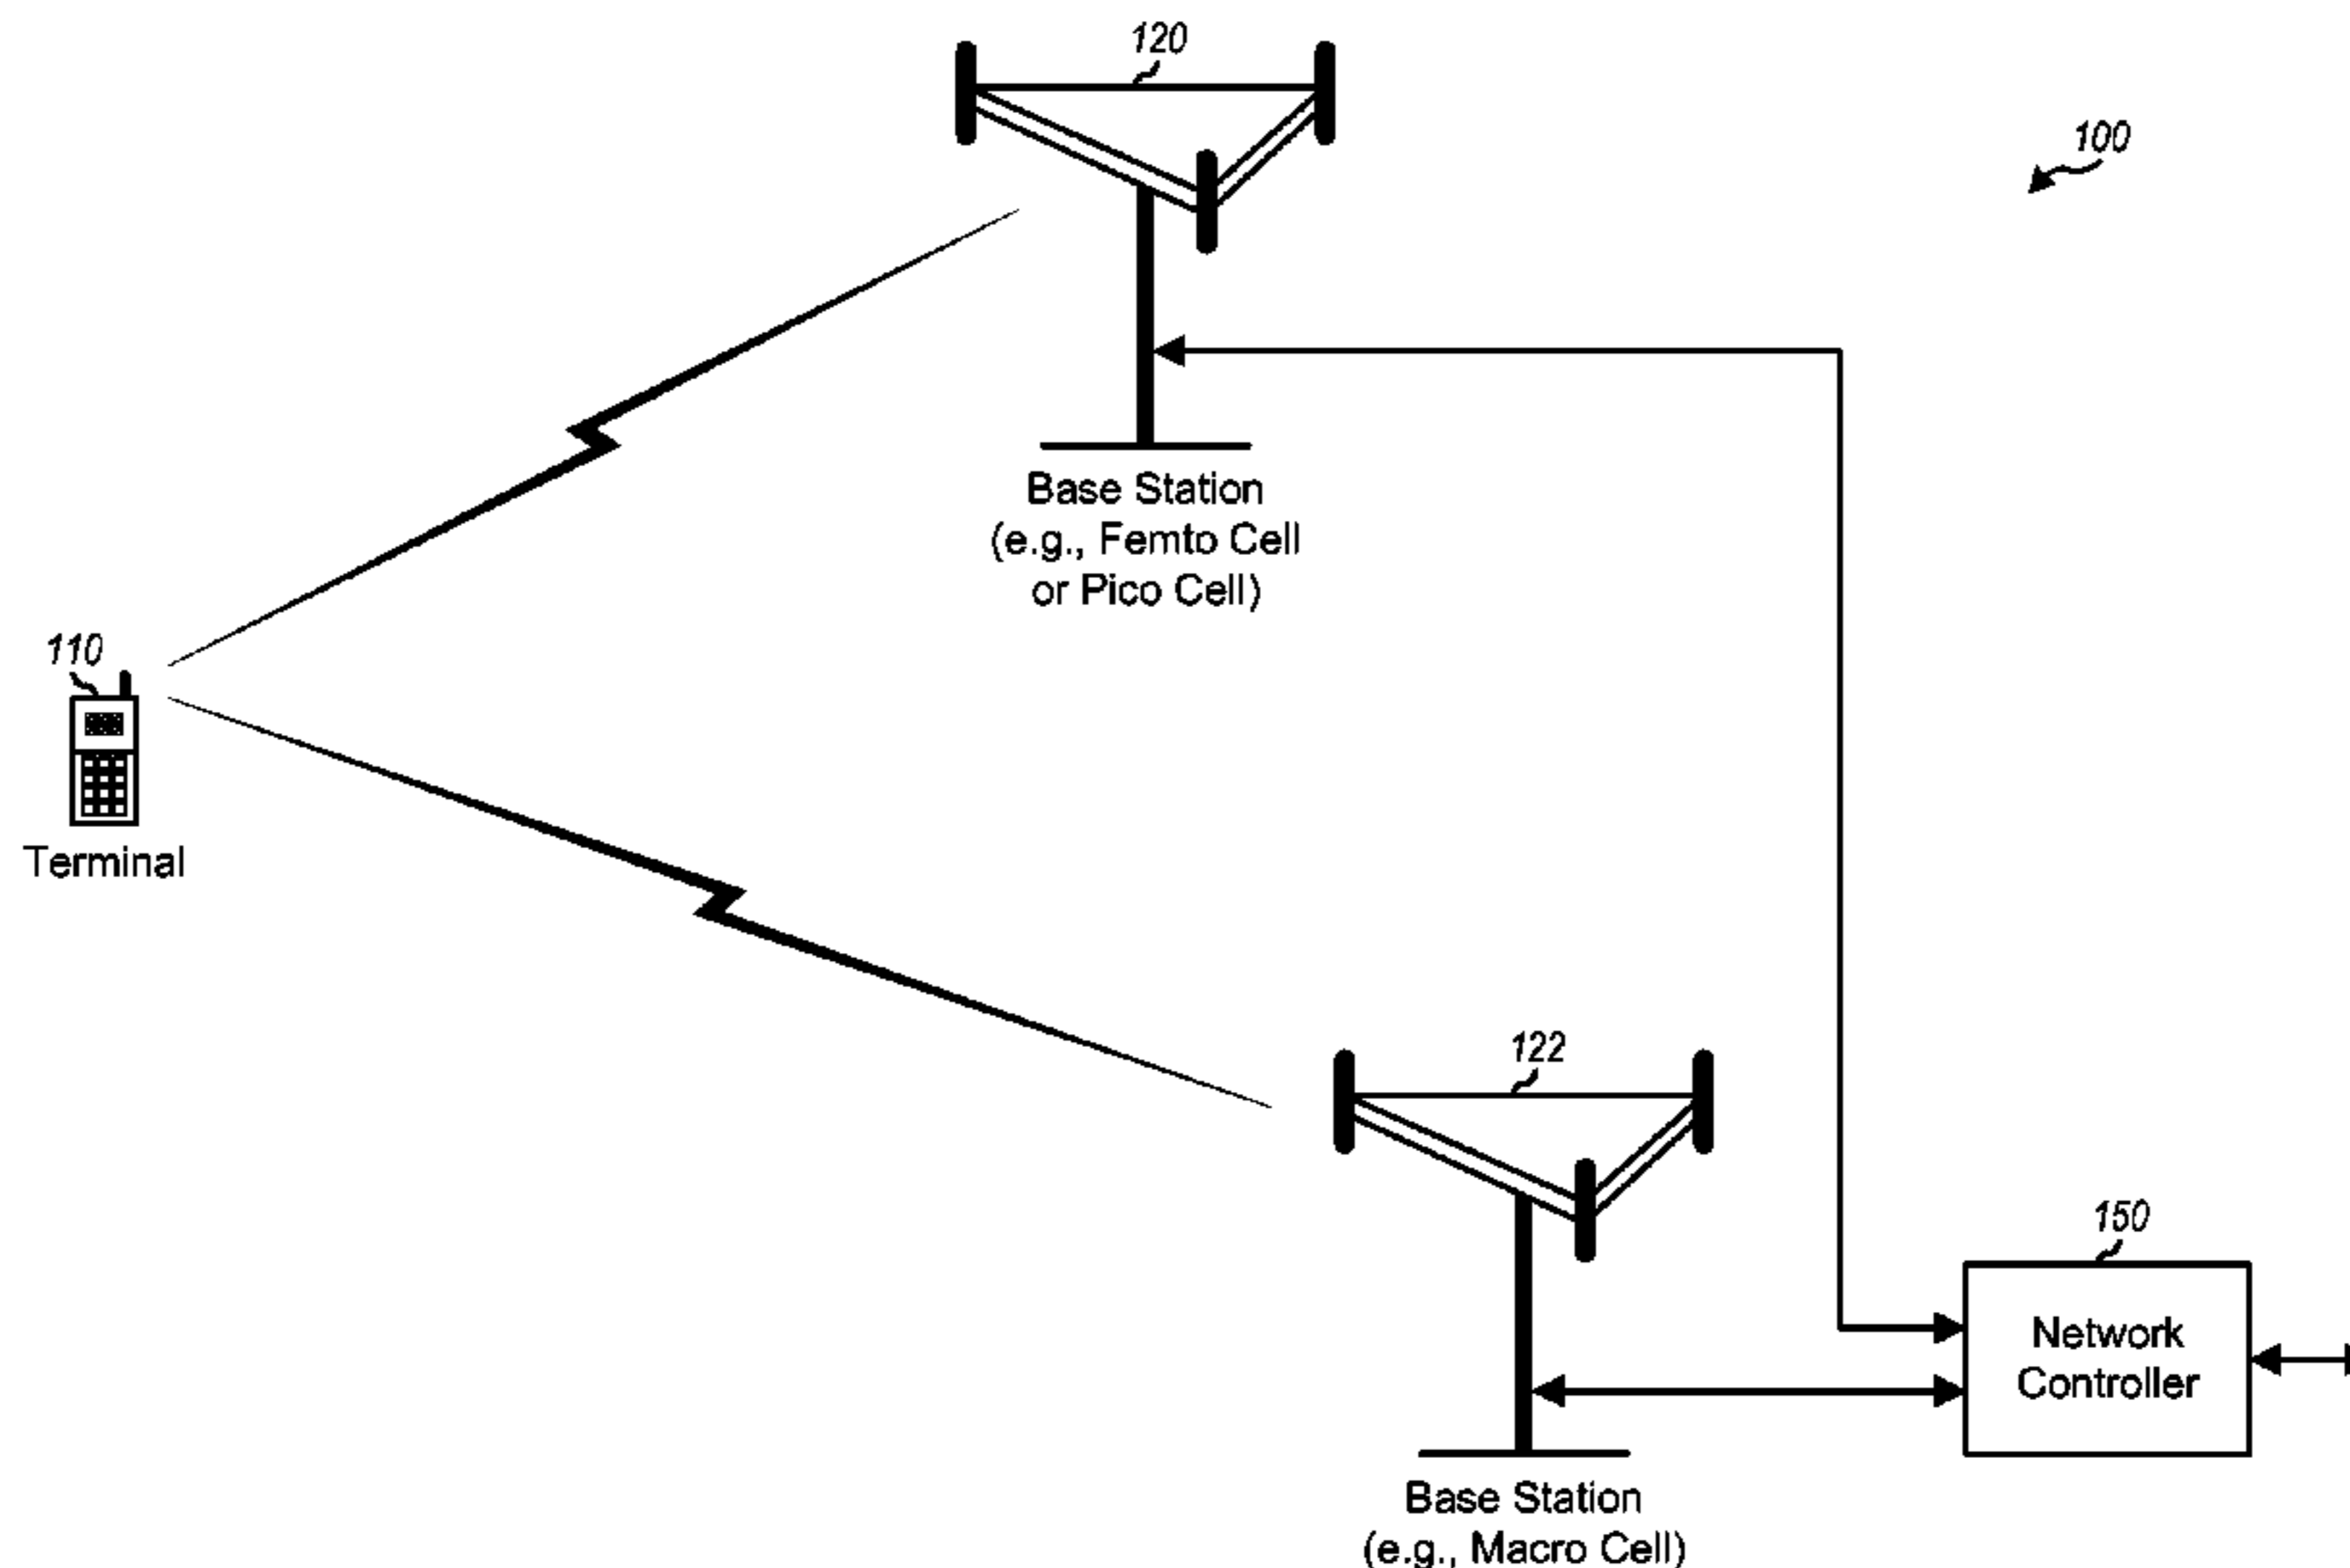 120
100
Base Station
(e.g., Femto Cell
or Pico Cell)
110
Terminal
122
150
Network
Controller
Base Station
(e.g., Macro Cell)